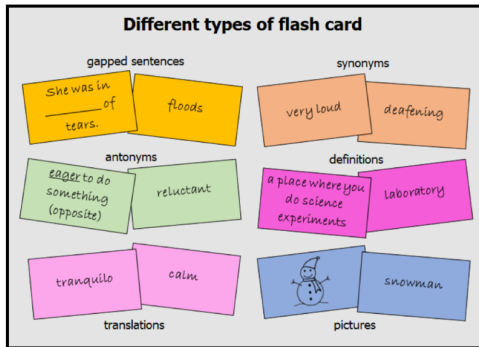 Different types of flash card
gapped sentences
She was in
_______ of
tears.
floods
synonyms
very loud
deafening
antonyms
eager to do
something
(opposite)
reluctant
definitions
a place where you
do science
experiments
laboratory
tranquilo
calm
translations
snowman
pictures